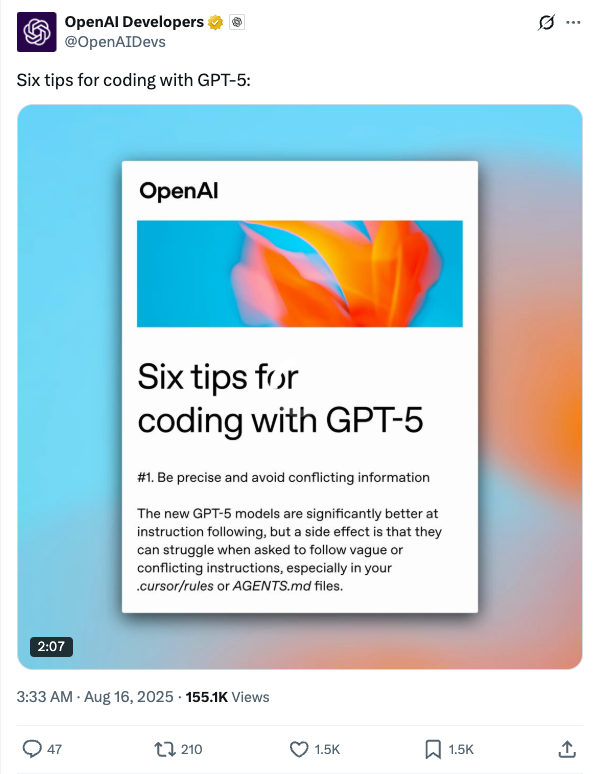 OpenAI Developers
@OpenAIDevs
Six tips for coding with GPT-5:
OpenAI
Six tips for
coding with GPT-5
#1. Be precise and avoid conflicting information
The new GPT-5 models are significantly better at
instruction following, but a side effect is that they
can struggle when asked to follow vague or
conflicting instructions, especially in your
.cursor/rules or AGENTS.md files.
2:07
3:33 AM · Aug 16, 2025 · 155.1K Views
47 210 1.5K 1.5K